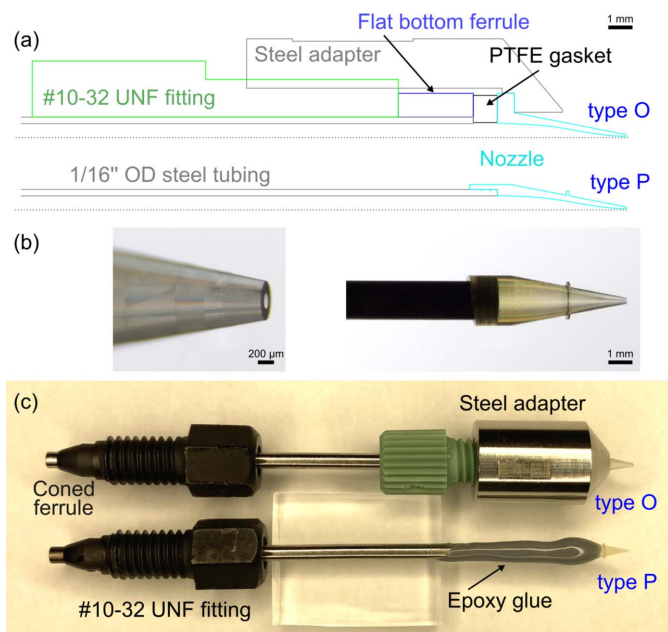 (a)
Flat bottom ferrule
1 mm
Steel adapter
PTFE gasket
#10-32 UNF fitting
type O
Nozzle
1/16" OD steel tubing
type P
(b)
200 μm
1 mm
(c)
Steel adapter
Coned
ferrule
type O
Epoxy glue
type P
#10-32 UNF fitting